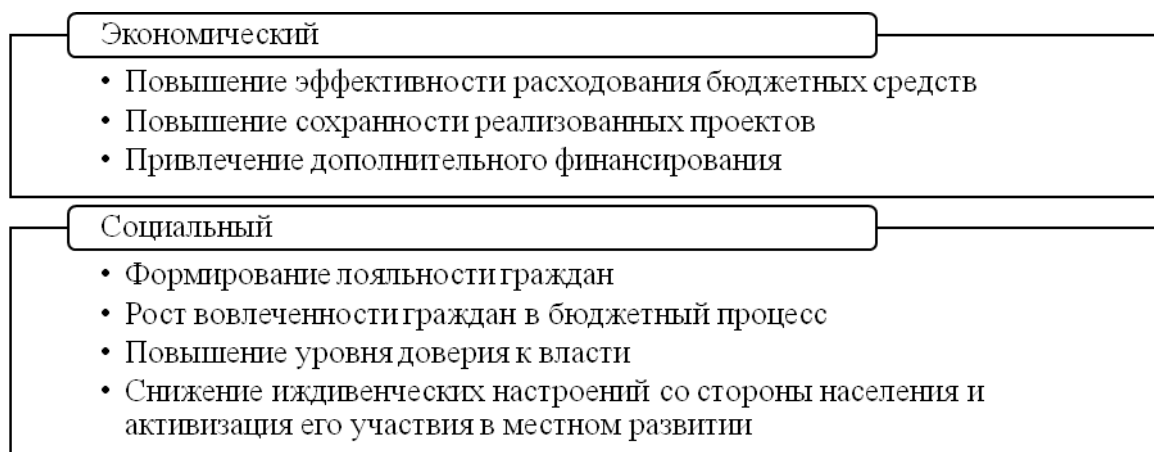 Экономический
• Повышение эффективности расходования бюджетных средств
• Повышение сохранности реализованных проектов
• Привлечение дополнительного финансирования
Социальный
• Формирование лояльности граждан
• Рост вовлеченности граждан в бюджетный процесс
• Повышение уровня доверия к власти
• Снижение иждивенческих настроений со стороны населения и
активизация его участия в местном развитии